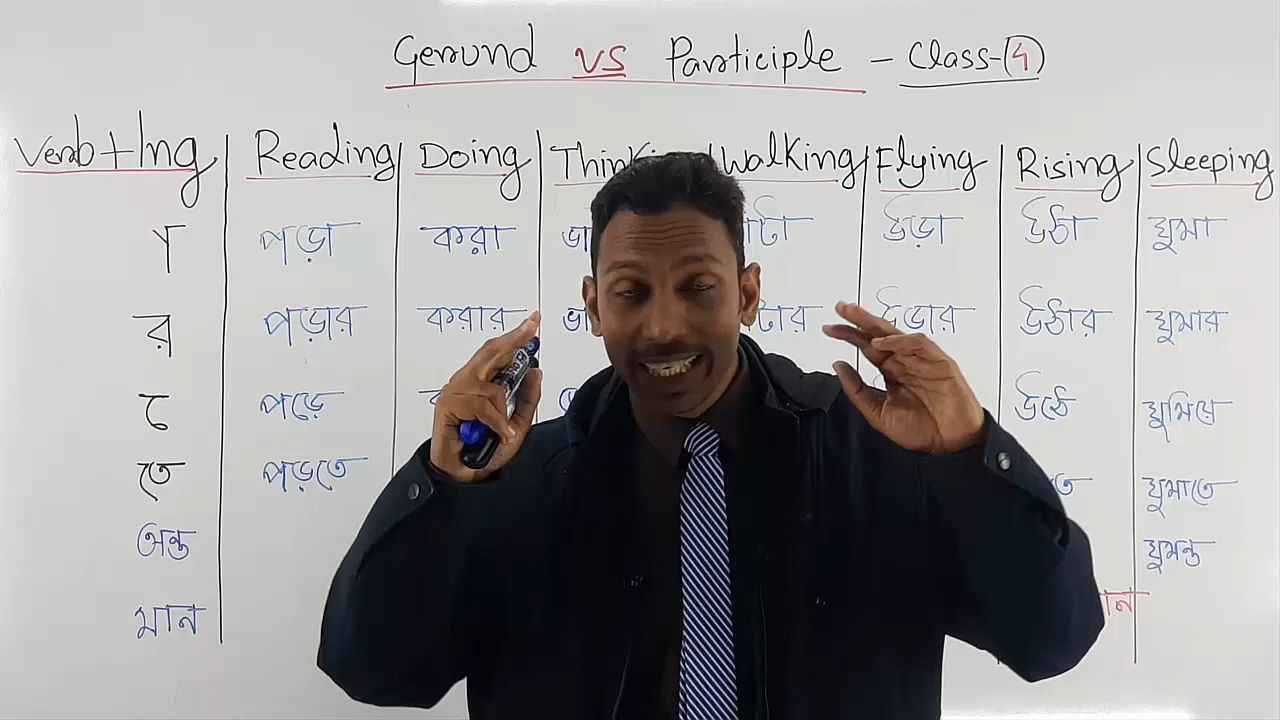 Gerund vs Participle – Class-(4)
Verb+Ing Reading Doing Walking Flying Rising Sleeping
া পড়া করা উড়া উঠা ঘুমা
র পড়ার করার উড়ার উঠার ঘুমার
ে পড়ে উঠে ঘুমিয়ে
তে পড়তে ঘুমাতে
অন্ত ঘুমন্ত
মান